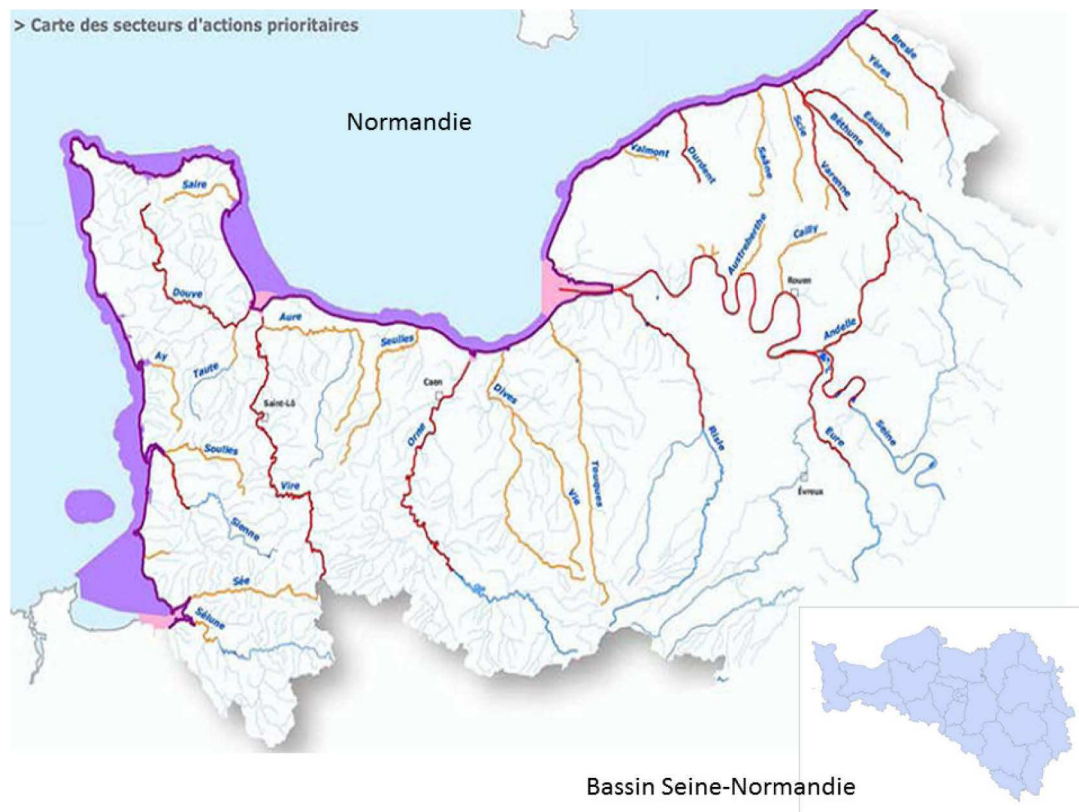 > Carte des secteurs d'actions prioritaires
Normandie
Bresle
Yères
Eaulne
Béthune
Scie
Saâne
Varenne
Durdent
Valmont
Saire
Austreberthe
Cailly
Rouen
Douve
Andelle
Aure
Seulles
Ay
Taute
Caen
Dives
Saint-Lô
Orne
Risle
Eure
Seine
Soulles
Touques
Vie
Vire
Évreux
Sienne
Sée
Sélune
Bassin Seine-Normandie